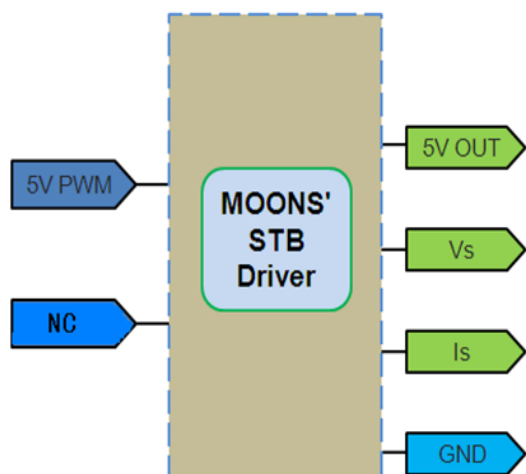 5V PWM
NC
MOONS'
STB
Driver
5V OUT
Vs
Is
GND